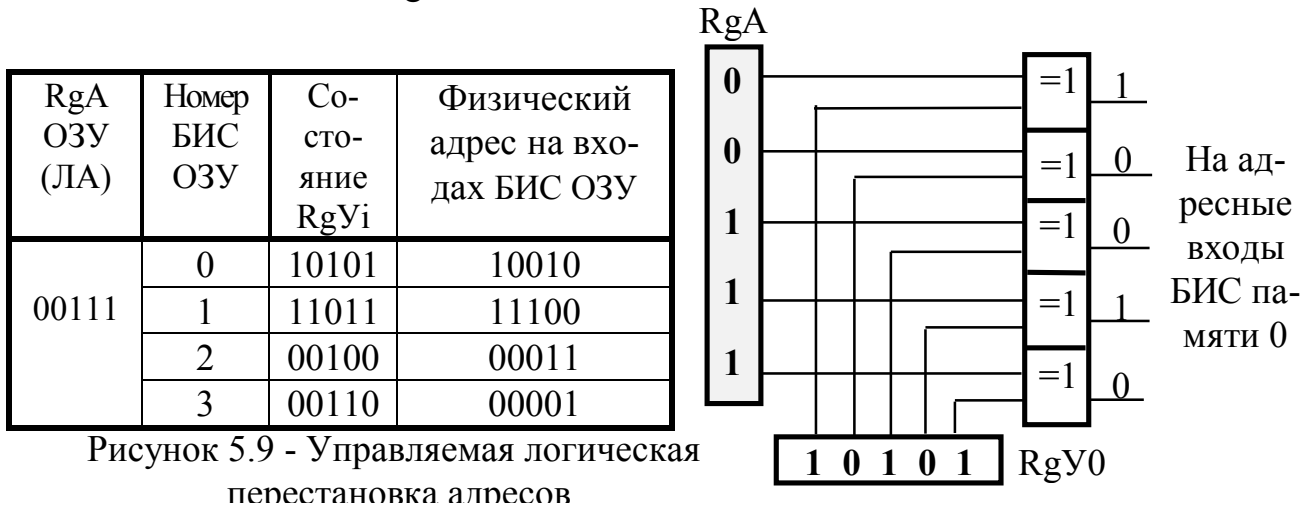 RgA
RgA Номер Со- Физический
ОЗУ БИС сто- адрес на вхо-
(ЛА) ОЗУ яние дах БИС ОЗУ
RgУi
00111
0 10101 10010
1 11011 11100
2 00100 00011
3 00110 00001
0 =1 1
0 =1 0
1 =1 0
1 =1 1
1 =1 0
На ад-
ресные
входы
БИС па-
мяти 0
1 0 1 0 1 RgУ0
Рисунок 5.9 - Управляемая логическая
перестановка адресов